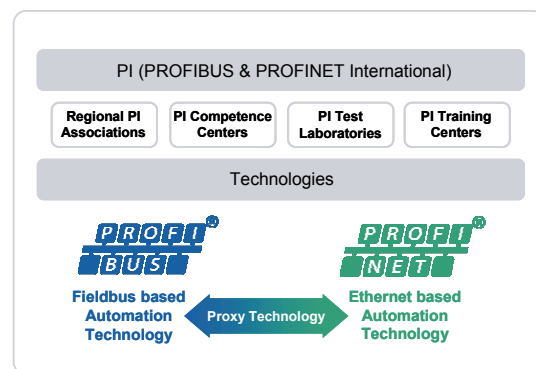 PI (PROFIBUS & PROFINET International)
Regional PI
Associations
PI Competence
Centers
PI Test
Laboratories
PI Training
Centers
Technologies
PROFI®
BUS
PROFI®
NET
Fieldbus based
Automation
Technology
Proxy Technology
Ethernet based
Automation
Technology